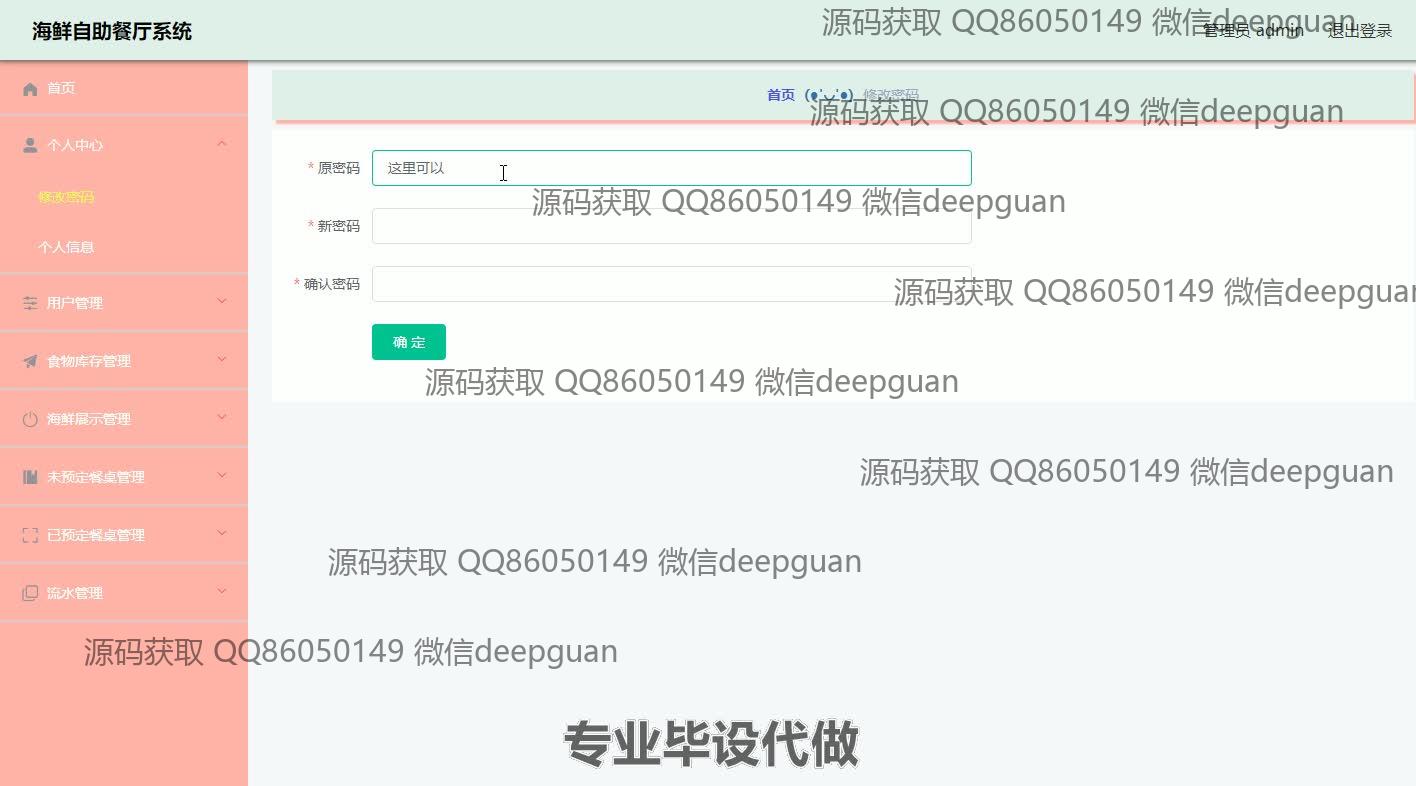 海鲜自助餐厅系统
源码获取 QQ86050149 微信deepguan
管理员 admin
退出登录
首页
首页 (●'◡'●) 修改密码
源码获取 QQ86050149 微信deepguan
个人中心
* 原密码 这里可以
修改密码
源码获取 QQ86050149 微信deepguan
* 新密码
个人信息
* 确认密码
源码获取 QQ86050149 微信deepguan
用户管理
确定
食物库存管理
源码获取 QQ86050149 微信deepguan
海鲜展示管理
未预定餐桌管理
源码获取 QQ86050149 微信deepguan
已预定餐桌管理
源码获取 QQ86050149 微信deepguan
流水管理
源码获取 QQ86050149 微信deepguan
专业毕设代做